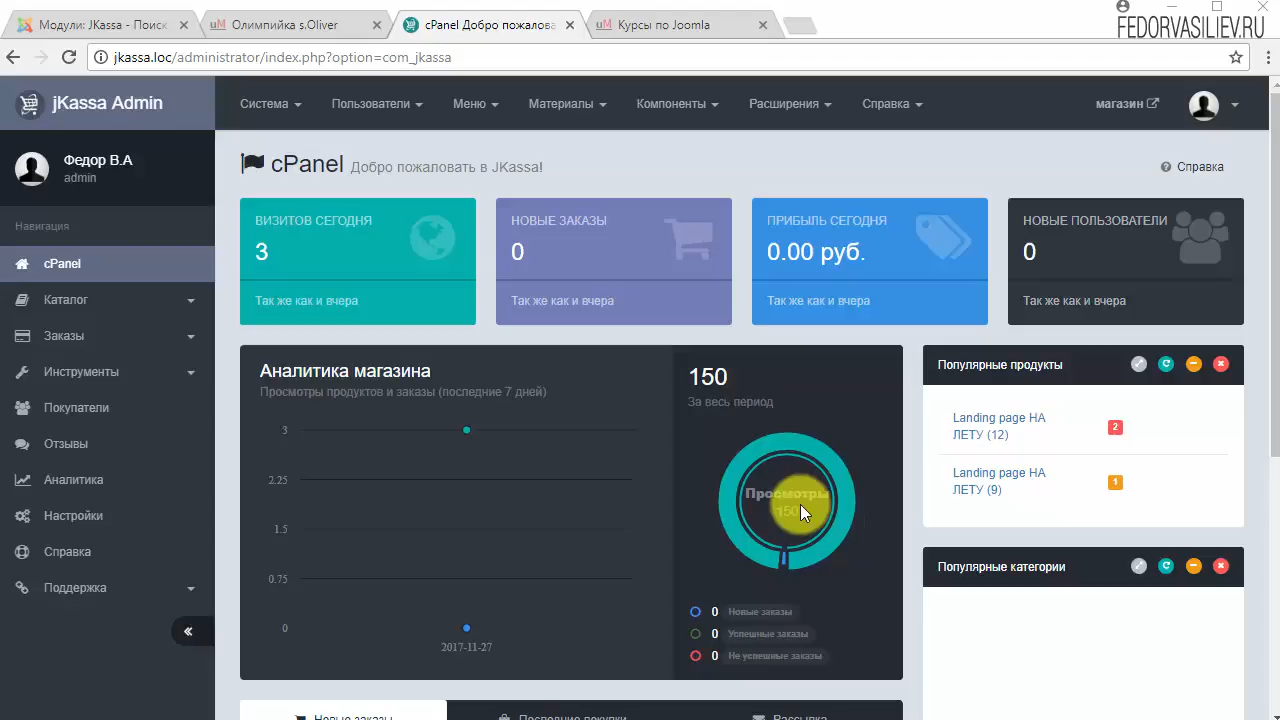 Модули: JKassa - Поиск
uM Олимпийка s.Oliver
cPanel Добро пожалова
uM Курсы по Joomla
FEDORVASILIEV.RU
jkassa.loc/administrator/index.php?option=com_jkassa
jKassa Admin
Система
Пользователи
Меню
Материалы
Компоненты
Расширения
Справка
магазин
Федор В.А
admin
cPanel Добро пожаловать в JKassa!
Справка
Навигация
cPanel
Каталог
Заказы
Инструменты
Покупатели
Отзывы
Аналитика
Настройки
Справка
Поддержка
ВИЗИТОВ СЕГОДНЯ
3
Так же как и вчера
НОВЫЕ ЗАКАЗЫ
0
Так же как и вчера
ПРИБЫЛЬ СЕГОДНЯ
0.00 руб.
Так же как и вчера
НОВЫЕ ПОЛЬЗОВАТЕЛИ
0
Так же как и вчера
Аналитика магазина
Просмотры продуктов и заказы (последние 7 дней)
3
2.25
1.5
0.75
0
2017-11-27
150
За весь период
Просмотры
150
0 Новые заказы
0 Успешные заказы
0 Не успешные заказы
Популярные продукты
Landing page НА
ЛЕТУ (12)
2
Landing page НА
ЛЕТУ (9)
1
Популярные категории
Новые заказы
Последние покупки
Рассылка